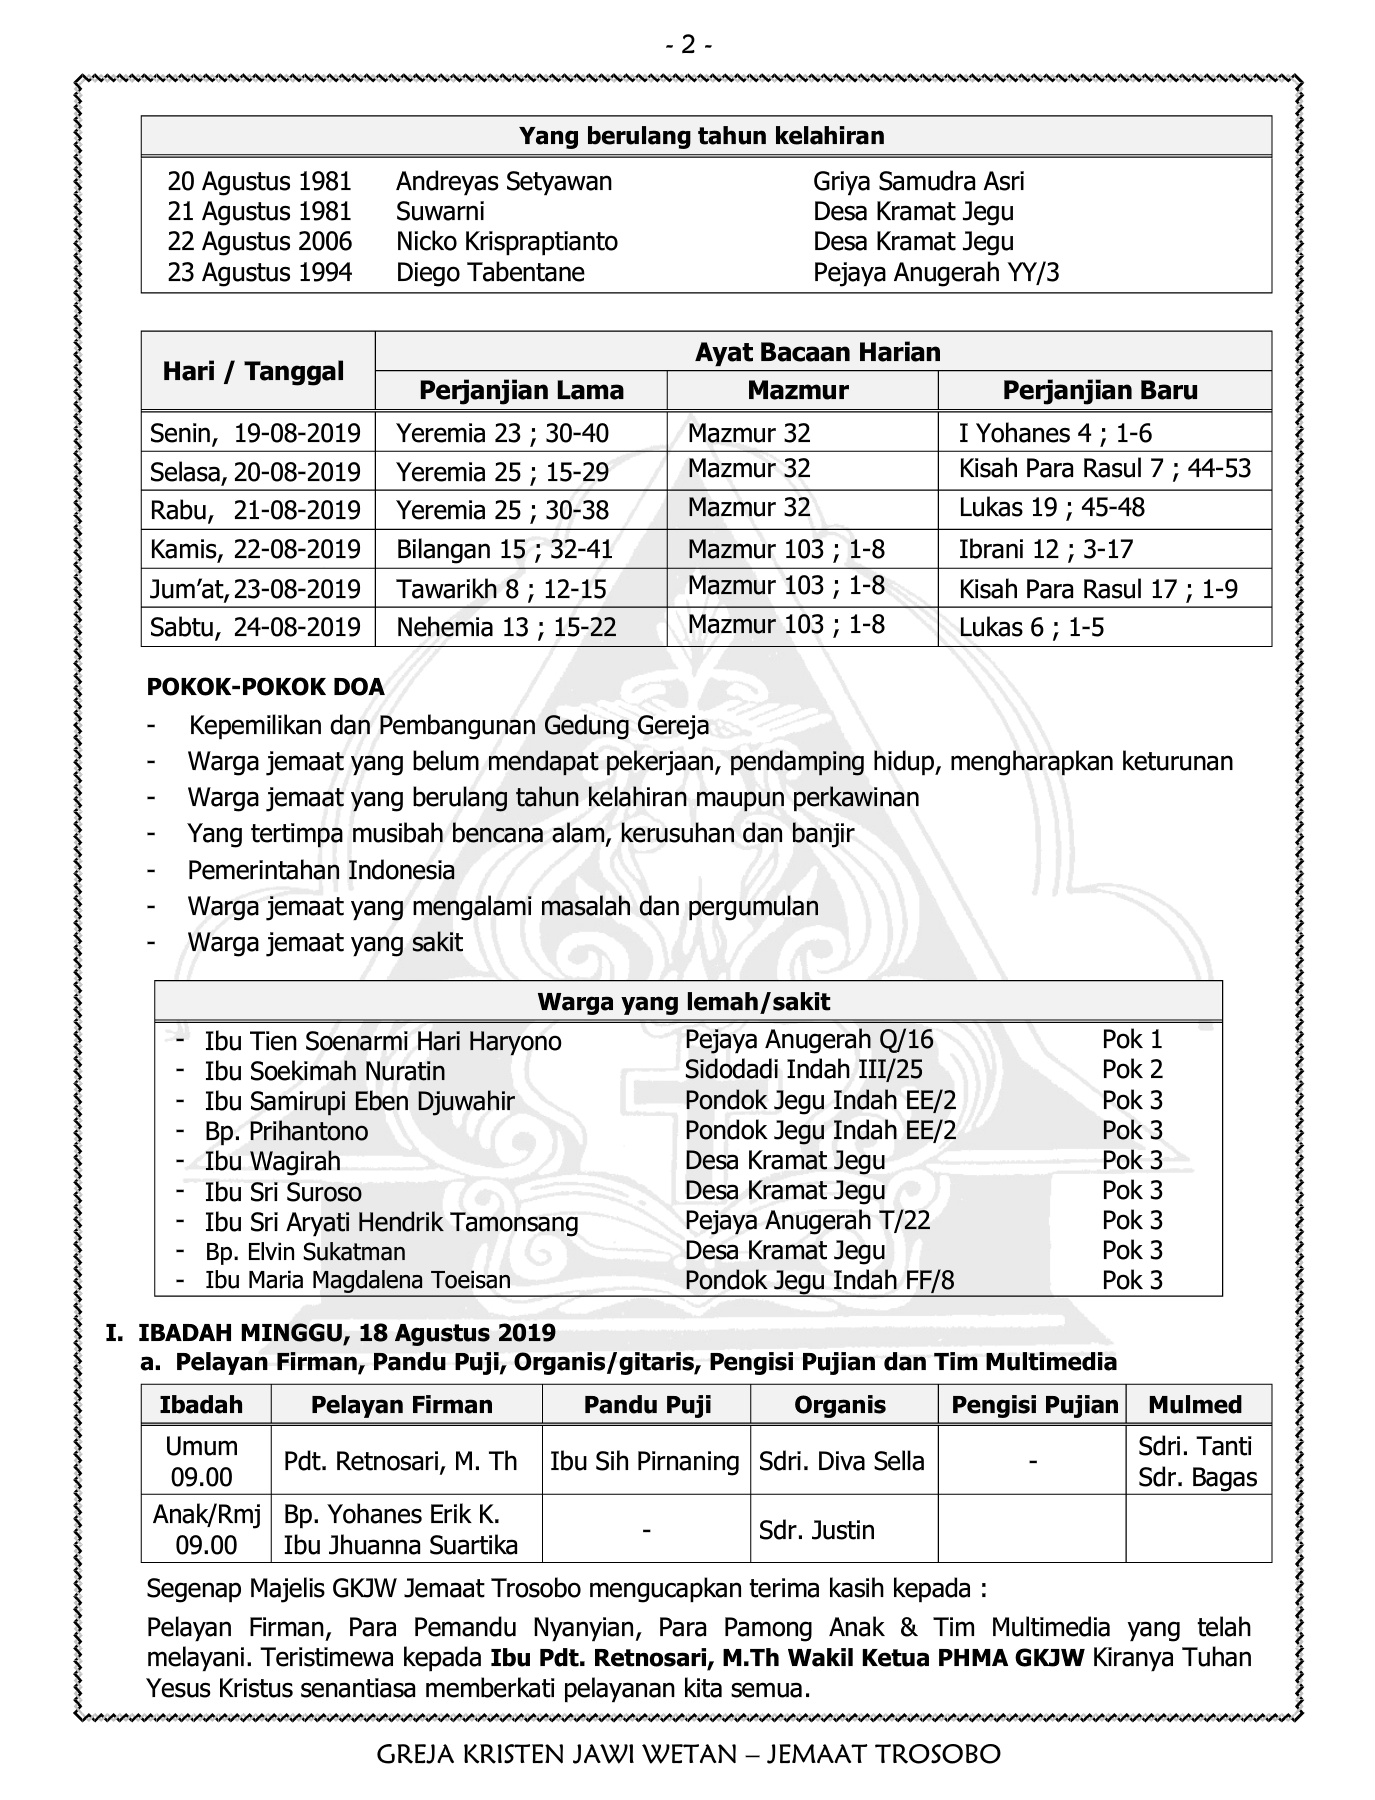 - 2 -
Yang berulang tahun kelahiran
20 Agustus 1981 Andreyas Setyawan Griya Samudra Asri
21 Agustus 1981 Suwarni Desa Kramat Jegu
22 Agustus 2006 Nicko Krispraptianto Desa Kramat Jegu
23 Agustus 1994 Diego Tabentane Pejaya Anugerah YY/3
Hari / Tanggal Ayat Bacaan Harian
Perjanjian Lama Mazmur Perjanjian Baru
Senin, 19-08-2019 Yeremia 23 ; 30-40 Mazmur 32 I Yohanes 4 ; 1-6
Selasa, 20-08-2019 Yeremia 25 ; 15-29 Mazmur 32 Kisah Para Rasul 7 ; 44-53
Rabu, 21-08-2019 Yeremia 25 ; 30-38 Mazmur 32 Lukas 19 ; 45-48
Kamis, 22-08-2019 Bilangan 15 ; 32-41 Mazmur 103 ; 1-8 Ibrani 12 ; 3-17
Jum’at, 23-08-2019 Tawarikh 8 ; 12-15 Mazmur 103 ; 1-8 Kisah Para Rasul 17 ; 1-9
Sabtu, 24-08-2019 Nehemia 13 ; 15-22 Mazmur 103 ; 1-8 Lukas 6 ; 1-5
POKOK-POKOK DOA
- Kepemilikan dan Pembangunan Gedung Gereja
- Warga jemaat yang belum mendapat pekerjaan, pendamping hidup, mengharapkan keturunan
- Warga jemaat yang berulang tahun kelahiran maupun perkawinan
- Yang tertimpa musibah bencana alam, kerusuhan dan banjir
- Pemerintahan Indonesia
- Warga jemaat yang mengalami masalah dan pergumulan
- Warga jemaat yang sakit
Warga yang lemah/sakit
- Ibu Tien Soenarmi Hari Haryono Pejaya Anugerah Q/16 Pok 1
- Ibu Soekimah Nuratin Sidodadi Indah III/25 Pok 2
- Ibu Samirupi Eben Djuwahir Pondok Jegu Indah EE/2 Pok 3
- Bp. Prihantono Pondok Jegu Indah EE/2 Pok 3
- Ibu Wagirah Desa Kramat Jegu Pok 3
- Ibu Sri Suroso Desa Kramat Jegu Pok 3
- Ibu Sri Aryati Hendrik Tamonsang Pejaya Anugerah T/22 Pok 3
- Bp. Elvin Sukatman Desa Kramat Jegu Pok 3
- Ibu Maria Magdalena Toeisan Pondok Jegu Indah FF/8 Pok 3
I. IBADAH MINGGU, 18 Agustus 2019
a. Pelayan Firman, Pandu Puji, Organis/gitaris, Pengisi Pujian dan Tim Multimedia
Ibadah Pelayan Firman Pandu Puji Organis Pengisi Pujian Mulmed
Umum 09.00 Pdt. Retnosari, M. Th Ibu Sih Pirnaning Sdri. Diva Sella - Sdri. Tanti Sdr. Bagas
Anak/Rmj 09.00 Bp. Yohanes Erik K. Ibu Jhuanna Suartika - Sdr. Justin
Segenap Majelis GKJW Jemaat Trosobo mengucapkan terima kasih kepada :
Pelayan Firman, Para Pemandu Nyanyian, Para Pamong Anak & Tim Multimedia yang telah
melayani. Teristimewa kepada Ibu Pdt. Retnosari, M.Th Wakil Ketua PHMA GKJW Kiranya Tuhan
Yesus Kristus senantiasa memberkati pelayanan kita semua.
GREJA KRISTEN JAWI WETAN – JEMAAT TROSOBO